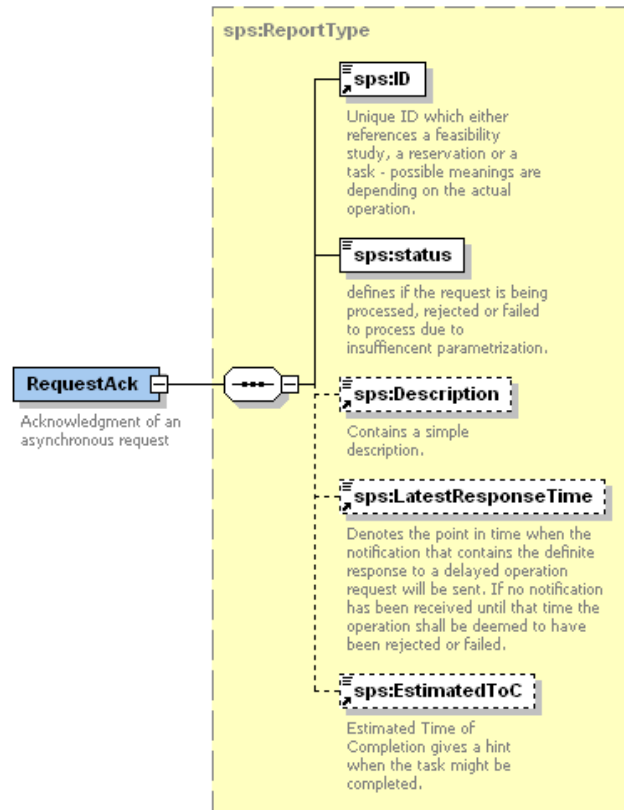 sps:ReportType
sps:ID
Unique ID which either
references a feasibility
study, a reservation or a
task - possible meanings are
depending on the actual
operation.
sps:status
defines if the request is being
processed, rejected or failed
to process due to
insuffiencent parametrization.
RequestAck
Acknowledgment of an
asynchronous request
sps:Description
Contains a simple
description.
sps:LatestResponseTime
Denotes the point in time when the
notification that contains the definite
response to a delayed operation
request will be sent. If no notification
has been received until that time the
operation shall be deemed to have
been rejected or failed.
sps:EstimatedToC
Estimated Time of
Completion gives a hint
when the task might be
completed.